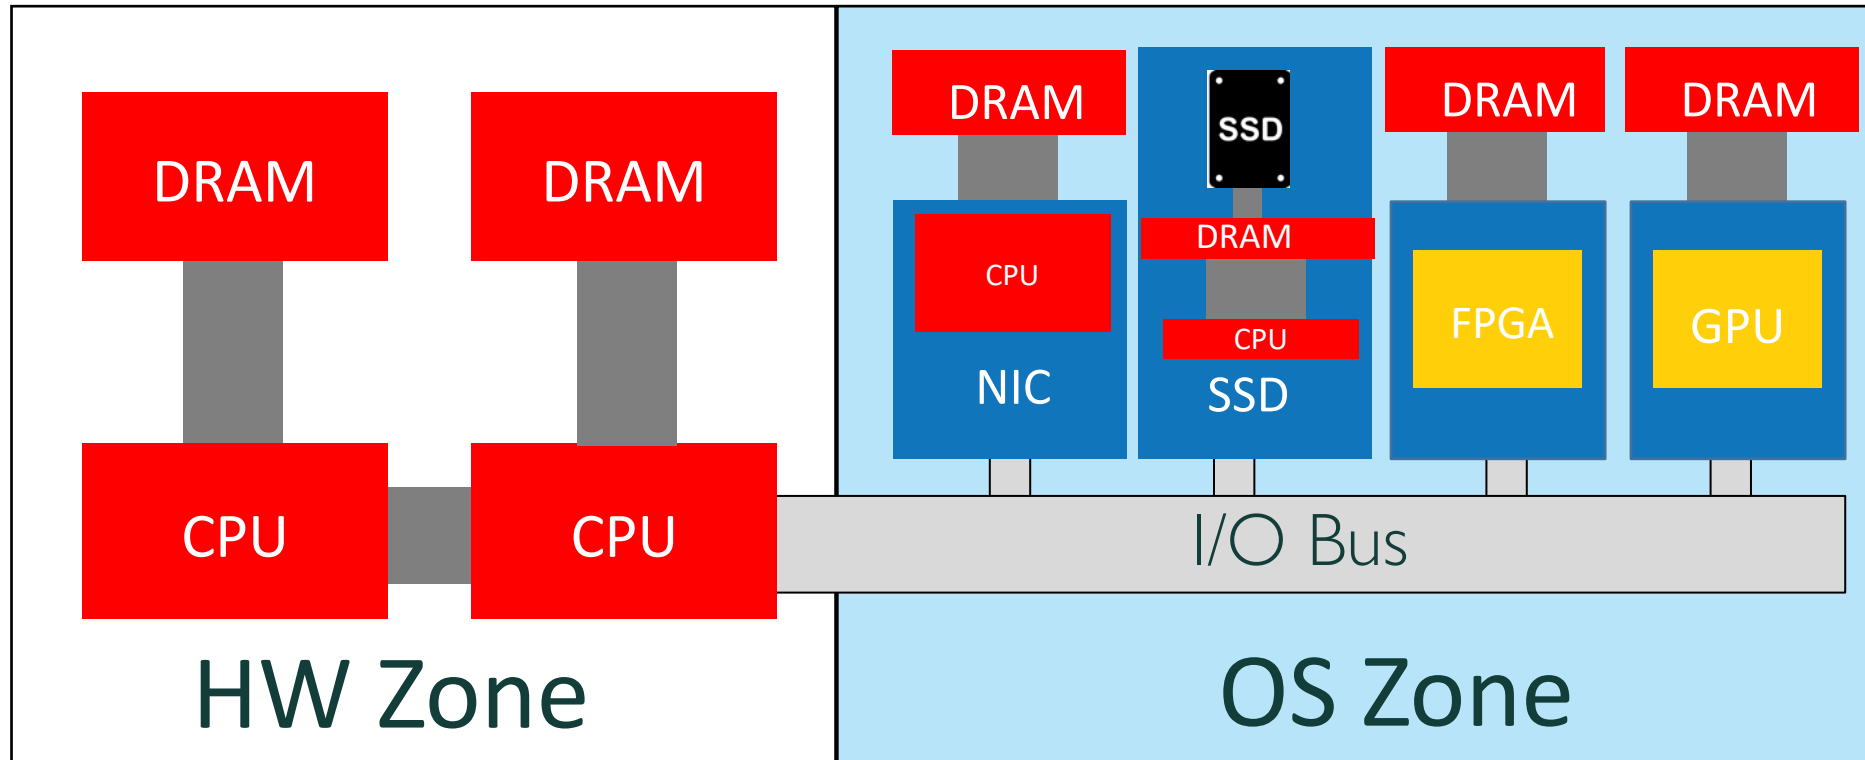 DRAM
DRAM
CPU
CPU
HW Zone
DRAM
CPU
NIC
SSD
DRAM
CPU
SSD
DRAM
FPGA
DRAM
GPU
I/O Bus
OS Zone